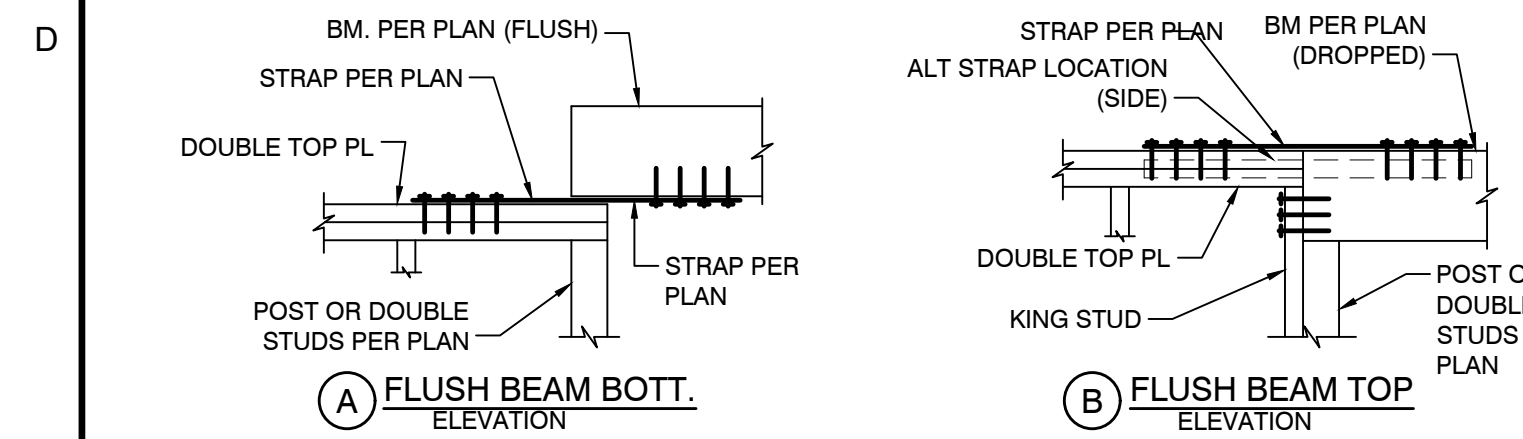 D
BM. PER PLAN (FLUSH)
STRAP PER PLAN
DOUBLE TOP PL
STRAP PER
PLAN
POST OR DOUBLE
STUDS PER PLAN
A
FLUSH BEAM BOTT.
ELEVATION
STRAP PER PLAN
BM PER PLAN
(DROPPED)
ALT STRAP LOCATION
(SIDE)
DOUBLE TOP PL
KING STUD
POST
STUDS
PLAN
B
FLUSH BEAM TOP
ELEVATION